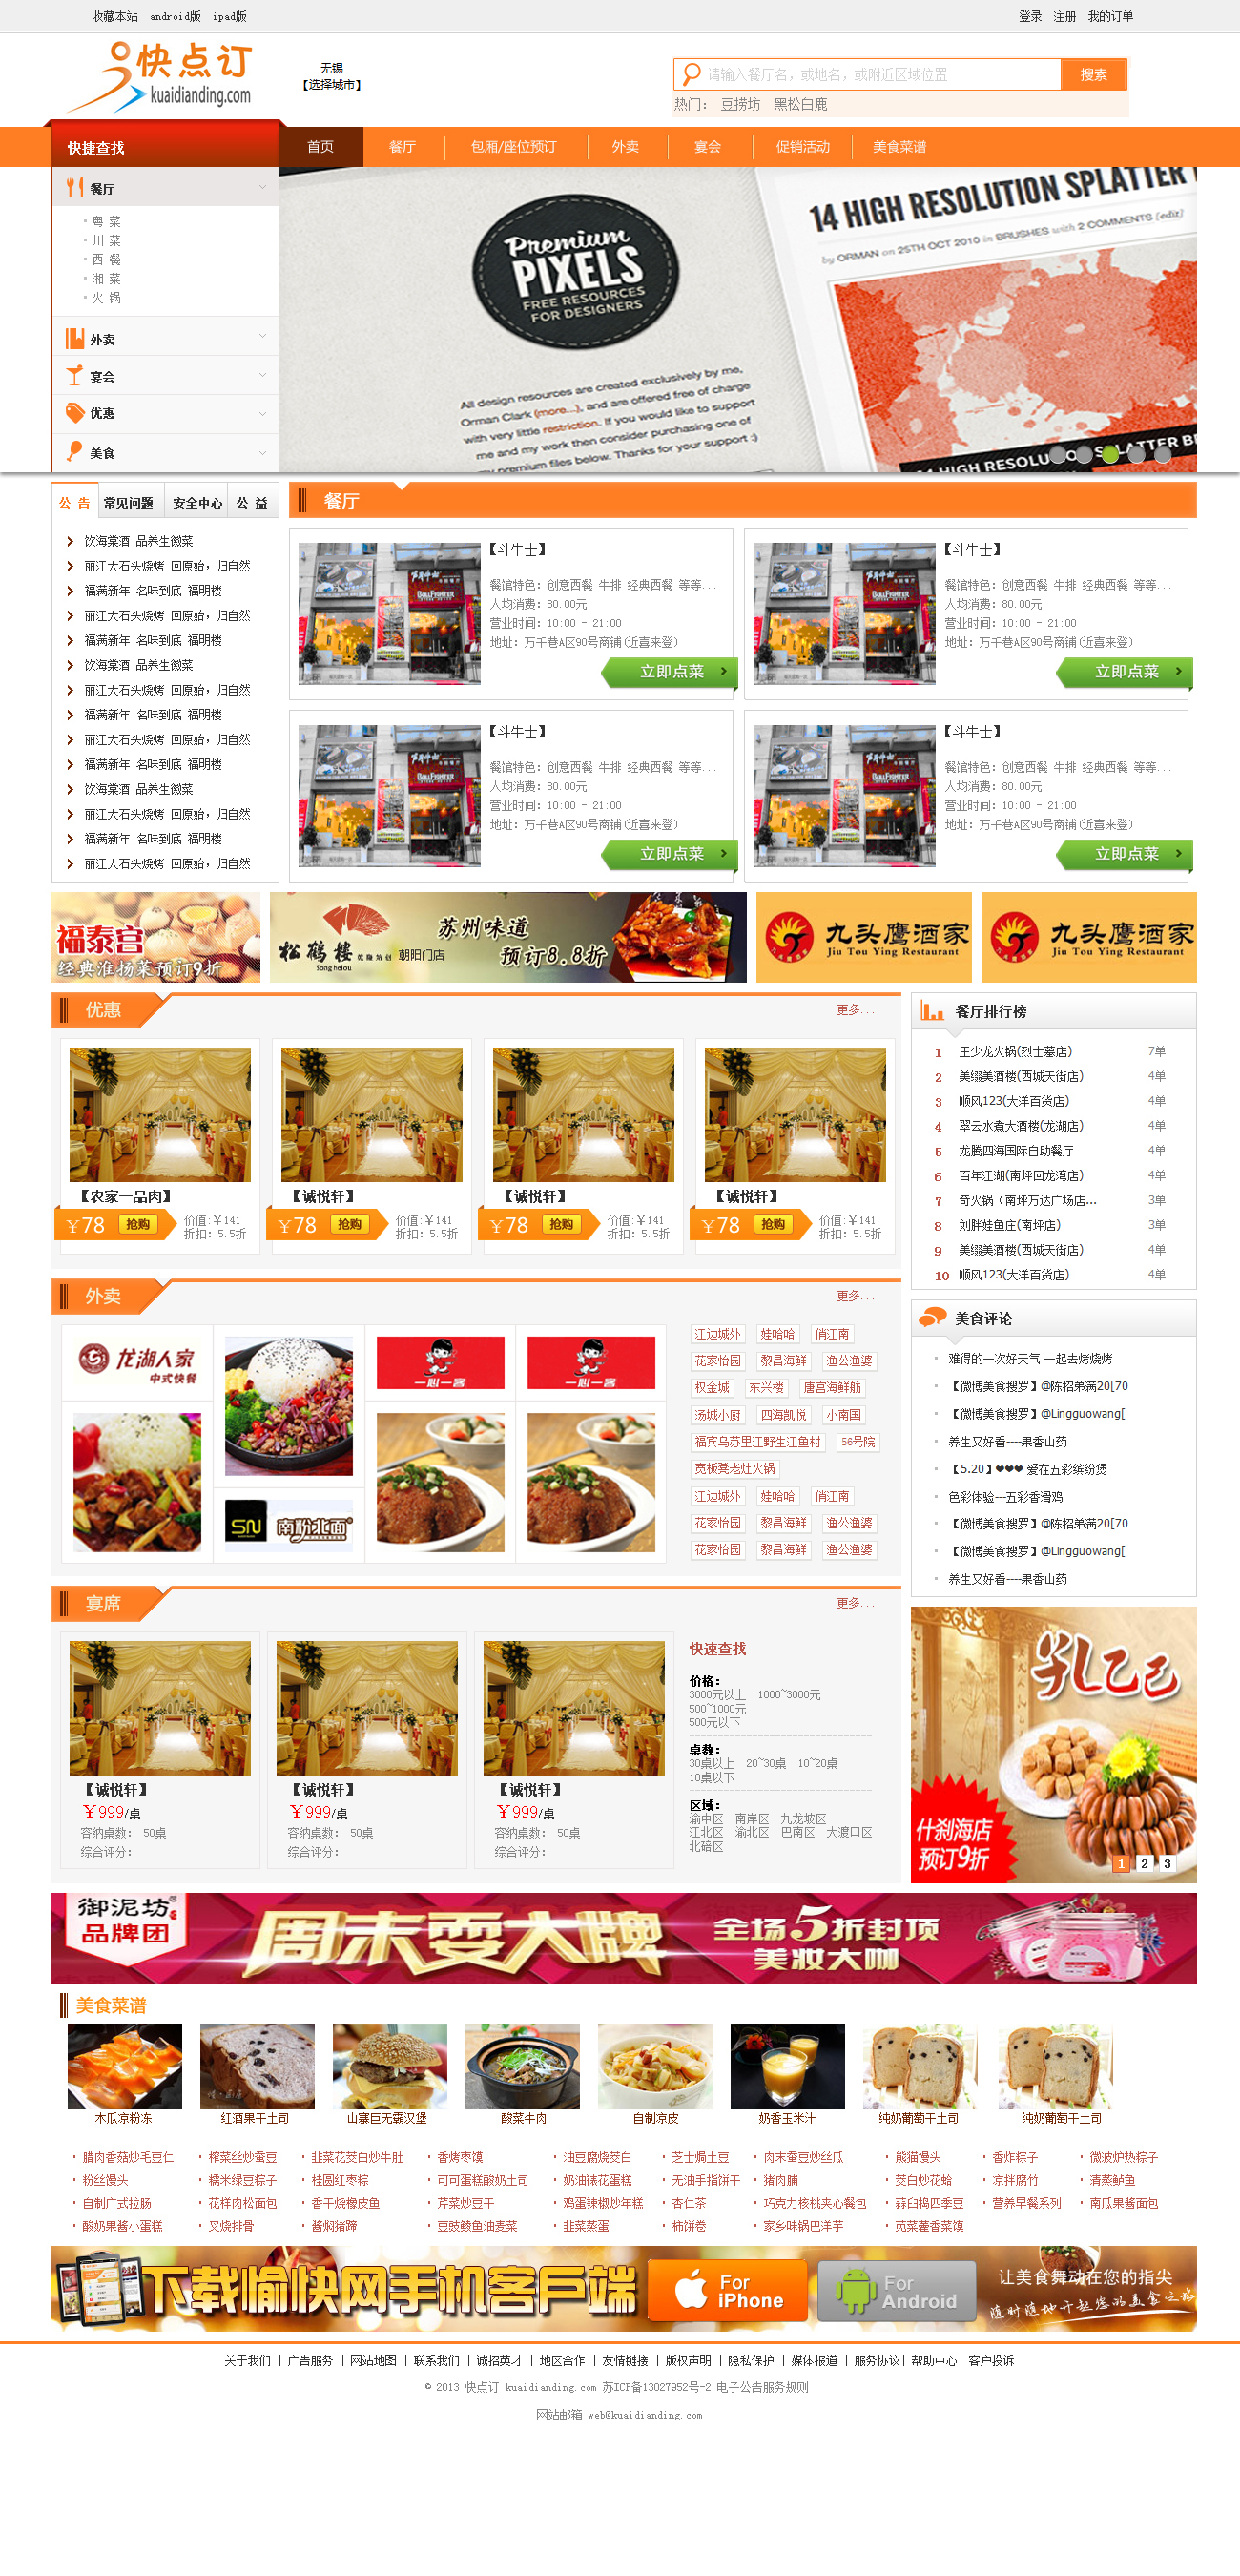 收藏本站 android版 ipad版
登录 注册 我的订单
快点订
kuaidianding.com
无锡
【选择城市】
请输入餐厅名，或地名，或附近区域位置
搜索
热门： 豆捞坊 黑松白鹿
快捷查找
首页 餐厅 包厢/座位预订 外卖 宴会 促销活动 美食菜谱
餐厅
粤 菜
川 菜
西 餐
湘 菜
火 锅
外卖
宴会
优惠
美食
Premium
PIXELS
FREE RESOURCES
FOR DESIGNERS
14 HIGH RESOLUTION SPLATTER
by ORMAN on 25TH OCT 2010 in BRUSHES with 2 COMMENTS (edit)
All design resources are created exclusively by me,
Orman Clark (more...), and are offered free of charge
with very little restriction. If you would like to support
me and my work then consider purchasing one of
my premium files below. Thanks for your support :)
公 告 常见问题 安全中心 公 益
饮海棠酒 品养生徽菜
丽江大石头烧烤 回原始，归自然
福满新年 名味到底 福明楼
丽江大石头烧烤 回原始，归自然
福满新年 名味到底 福明楼
饮海棠酒 品养生徽菜
丽江大石头烧烤 回原始，归自然
福满新年 名味到底 福明楼
丽江大石头烧烤 回原始，归自然
福满新年 名味到底 福明楼
饮海棠酒 品养生徽菜
丽江大石头烧烤 回原始，归自然
福满新年 名味到底 福明楼
丽江大石头烧烤 回原始，归自然
餐厅
【斗牛士】
餐馆特色：创意西餐 牛排 经典西餐 等等...
人均消费：80.00元
营业时间：10:00 - 21:00
地址：万千巷A区90号商铺(近喜来登)
立即点菜
【斗牛士】
餐馆特色：创意西餐 牛排 经典西餐 等等...
人均消费：80.00元
营业时间：10:00 - 21:00
地址：万千巷A区90号商铺(近喜来登)
立即点菜
【斗牛士】
餐馆特色：创意西餐 牛排 经典西餐 等等...
人均消费：80.00元
营业时间：10:00 - 21:00
地址：万千巷A区90号商铺(近喜来登)
立即点菜
【斗牛士】
餐馆特色：创意西餐 牛排 经典西餐 等等...
人均消费：80.00元
营业时间：10:00 - 21:00
地址：万千巷A区90号商铺(近喜来登)
立即点菜
福泰宫
经典淮扬菜预订9折
松鹤楼
Song helou
朝阳门店
苏州味道
预订8.8折
九头鹰酒家
Jiu Tou Ying Restaurant
九头鹰酒家
Jiu Tou Ying Restaurant
优惠
更多...
【农家一品肉】
￥78 抢购 价值:￥141
折扣：5.5折
【诚悦轩】
￥78 抢购 价值:￥141
折扣：5.5折
【诚悦轩】
￥78 抢购 价值:￥141
折扣：5.5折
【诚悦轩】
￥78 抢购 价值:￥141
折扣：5.5折
餐厅排行榜
1 王少龙火锅(烈士墓店) 7单
2 美缀美酒楼(西城天街店) 4单
3 顺风123(大洋百货店) 4单
4 翠云水煮大酒楼(龙湖店) 4单
5 龙腾四海国际自助餐厅 4单
6 百年江湖(南坪回龙湾店) 4单
7 奇火锅（南坪万达广场店... 3单
8 刘胖娃鱼庄(南坪店) 3单
9 美缀美酒楼(西城天街店) 4单
10 顺风123(大洋百货店) 4单
外卖
更多...
龙湖人家
中式快餐
一心一客
一心一客
SN 南黔北面
江边城外 娃哈哈 俏江南
花家怡园 黎昌海鲜 渔公渔婆
权金城 东兴楼 唐宫海鲜舫
汤城小厨 四海凯悦 小南国
福宾乌苏里江野生江鱼村 56号院
宽板凳老灶火锅
江边城外 娃哈哈 俏江南
花家怡园 黎昌海鲜 渔公渔婆
花家怡园 黎昌海鲜 渔公渔婆
美食评论
难得的一次好天气 一起去烤烧烤
【微博美食搜罗】@陈招弟满20[70
【微博美食搜罗】@Lingguowang[
养生又好看----果香山药
【5.20】❤❤❤ 爱在五彩缤纷煲
色彩体验---五彩香滑鸡
【微博美食搜罗】@陈招弟满20[70
【微博美食搜罗】@Lingguowang[
养生又好看----果香山药
宴席
更多...
【诚悦轩】
￥999/桌
容纳桌数： 50桌
综合评分：
【诚悦轩】
￥999/桌
容纳桌数： 50桌
综合评分：
【诚悦轩】
￥999/桌
容纳桌数： 50桌
综合评分：
快速查找
价格：
3000元以上 1000~3000元
500~1000元
500元以下
桌数：
30桌以上 20~30桌 10~20桌
10桌以下
区域：
渝中区 南岸区 九龙坡区
江北区 渝北区 巴南区 大渡口区
北碚区
孔乙己
什刹海店
预订9折
1 2 3
御泥坊
品牌团
周末耍大牌
全场5折封顶
美妆大咖
美食菜谱
木瓜凉粉冻 红酒果干土司 山寨巨无霸汉堡 酸菜牛肉 自制凉皮 奶香玉米汁 纯奶葡萄干土司 纯奶葡萄干土司
腊肉香菇炒毛豆仁 榨菜丝炒蚕豆 韭菜花茭白炒牛肚 香烤枣馍 油豆腐烧茭白 芝士焗土豆 肉末蚕豆炒丝瓜 熊猫馒头 香炸粽子 微波炉热粽子
粉丝馒头 糯米绿豆粽子 桂圆红枣粽 可可蛋糕酸奶土司 奶油裱花蛋糕 无油手指饼干 猪肉脯 茭白炒花蛤 凉拌腐竹 清蒸鲈鱼
自制广式拉肠 花样肉松面包 香干烧橡皮鱼 芹菜炒豆干 鸡蛋辣椒炒年糕 杏仁茶 巧克力核桃夹心餐包 蒜臼捣四季豆 营养早餐系列 南瓜果酱面包
酸奶果酱小蛋糕 叉烧排骨 酱焖猪蹄 豆豉鲮鱼油麦菜 韭菜蒸蛋 柿饼卷 家乡味锅巴洋芋 苋菜藿香菜馍
下载愉快网手机客户端
For
iPhone
For
Android
让美食舞动在您的指尖
随时随地开起您的美食之旅
关于我们 | 广告服务 | 网站地图 | 联系我们 | 诚招英才 | 地区合作 | 友情链接 | 版权声明 | 隐私保护 | 媒体报道 | 服务协议| 帮助中心| 客户投诉
© 2013 快点订 kuaidianding.com 苏ICP备13027952号-2 电子公告服务规则
网站邮箱 web@kuaidianding.com